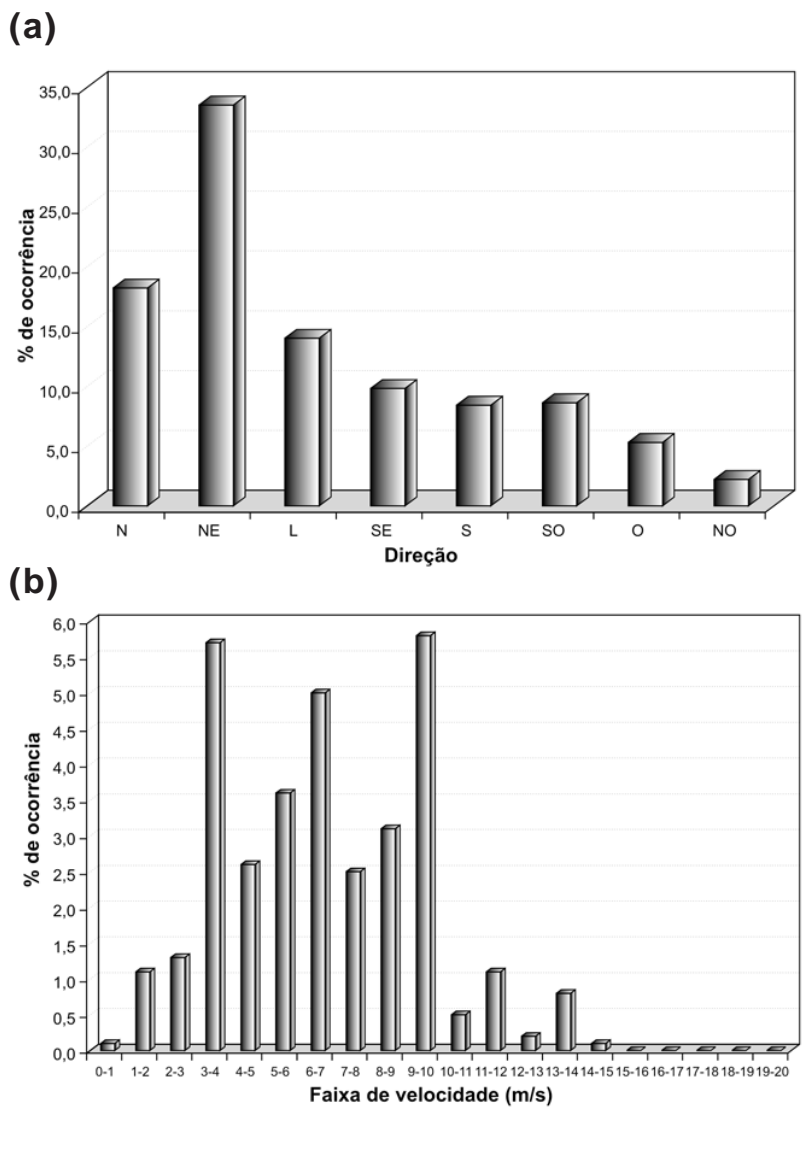 (a)
% de ocorrência
35,0
30,0
25,0
20,0
15,0
10,0
5,0
0,0
N NE L SE S SO O NO
Direção
(b)
% de ocorrência
6,0
5,5
5,0
4,5
4,0
3,5
3,0
2,5
2,0
1,5
1,0
0,5
0,0
0-1 1-2 2-3 3-4 4-5 5-6 6-7 7-8 8-9 9-10 10-11 11-12 12-13 13-14 14-15 15-16 16-17 17-18 18-19 19-20
Faixa de velocidade (m/s)